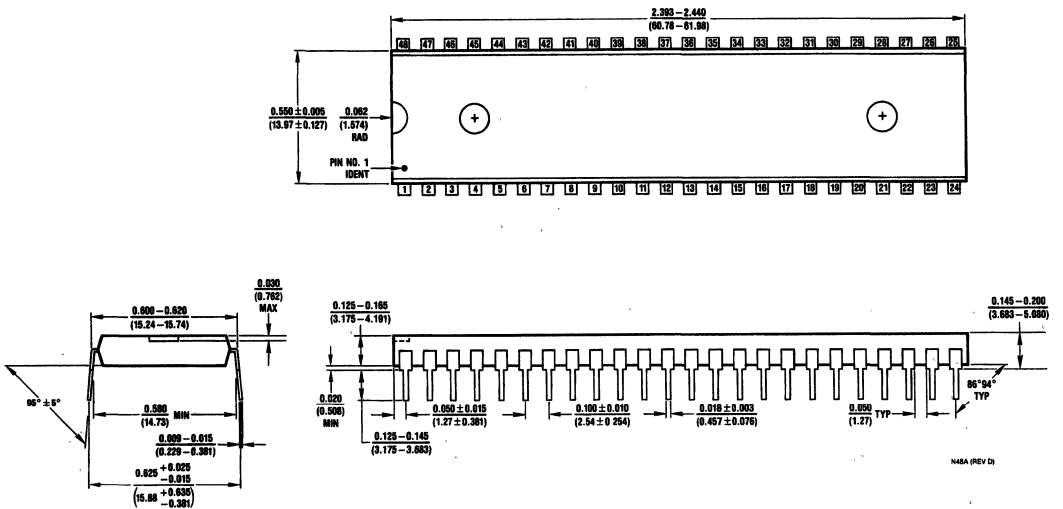 2.393 – 2.440
(60.78 – 61.98)
48 47 46 45 44 43 42 41 40 39 38 37 36 35 34 33 32 31 30 29 28 27 26 25
0.550 ± 0.005
(13.97 ± 0.127)
0.062
(1.574)
RAD
PIN NO. 1
IDENT
1 2 3 4 5 6 7 8 9 10 11 12 13 14 15 16 17 18 19 20 21 22 23 24
0.600 – 0.620
(15.24 – 15.74)
0.030
(0.762)
MAX
95° ± 5°
0.580
(14.73)
MIN
0.009 – 0.015
(0.229 – 0.381)
0.625 +0.025
-0.015
(15.88 +0.635
-0.381)
0.125 – 0.165
(3.175 – 4.191)
0.145 – 0.200
(3.683 – 5.080)
0.020
(0.508)
MIN
0.050 ± 0.015
(1.27 ± 0.381)
0.100 ± 0.010
(2.54 ± 0 254)
0.018 ± 0.003
(0.457 ± 0.076)
0.050
(1.27)
TYP
86°94°
TYP
0.125 – 0.145
(3.175 – 3.683)
N48A (REV D)